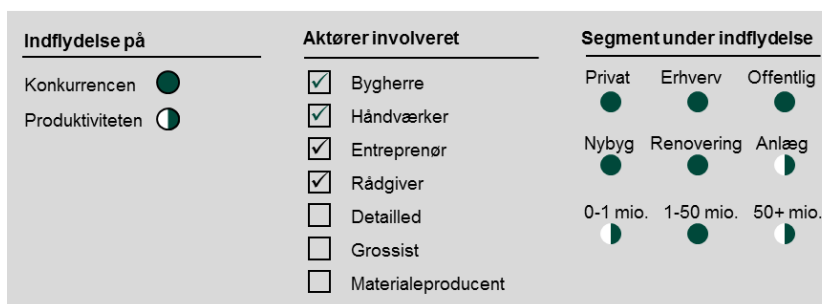 Indflydelse på
Konkurrencen
Produktiviteten
Aktører involveret
Bygherre
Håndværker
Entreprenør
Rådgiver
Detailled
Grossist
Materialeproducent
Segment under indflydelse
Privat Erhverv Offentlig
Nybyg Renovering Anlæg
0-1 mio. 1-50 mio. 50+ mio.